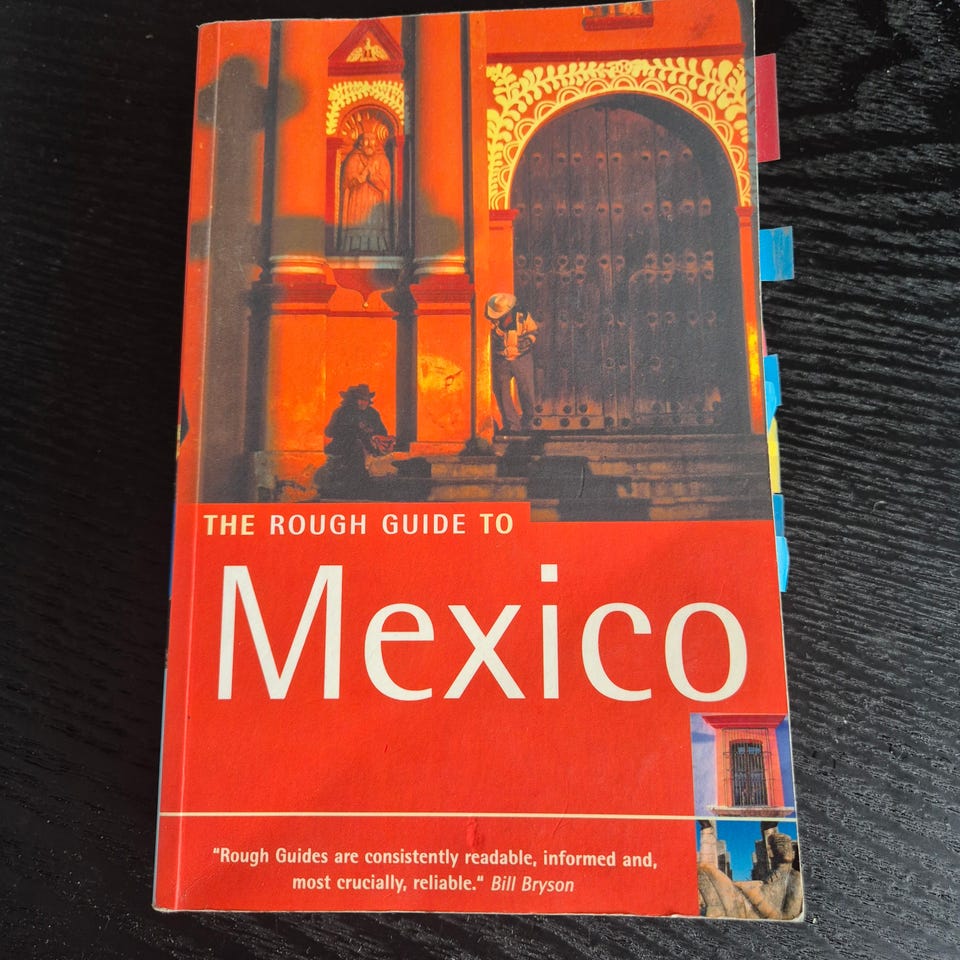 THE ROUGH GUIDE TO
Mexico
“Rough Guides are consistently readable, informed and,
most crucially, reliable.“ Bill Bryson